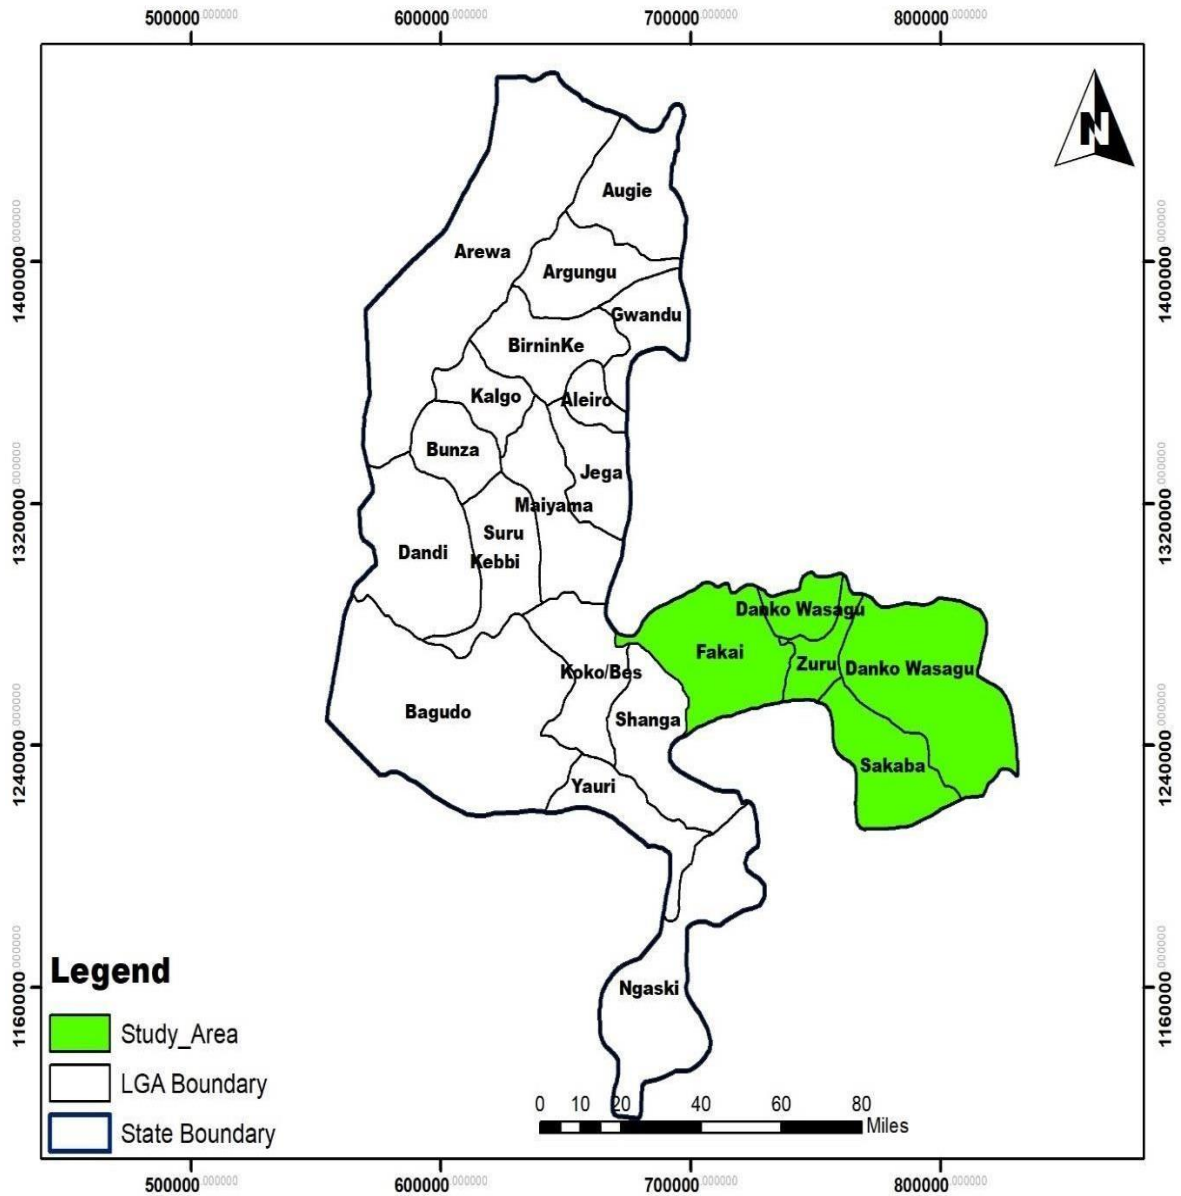 500000.000000 600000.000000 700000.000000 800000.000000
N
Augie
Arewa
1400000.000000 1400000.000000
Argungu
Gwandu
BirninKe
Kalgo
Aleiro
Bunza
Jega
1320000.000000 1320000.000000
Maiyama
Suru
Dandi
Kebbi
Danko Wasagu
Fakai
Zuru
Danko Wasagu
Koko/Bes
Bagudo
Shanga
1240000.000000 1240000.000000
Sakaba
Yauri
1160000.000000 1160000.000000
Ngaski
Legend
Study_Area
LGA Boundary
State Boundary
0 10 20 40 60 80
Miles
500000.000000 600000.000000 700000.000000 800000.000000